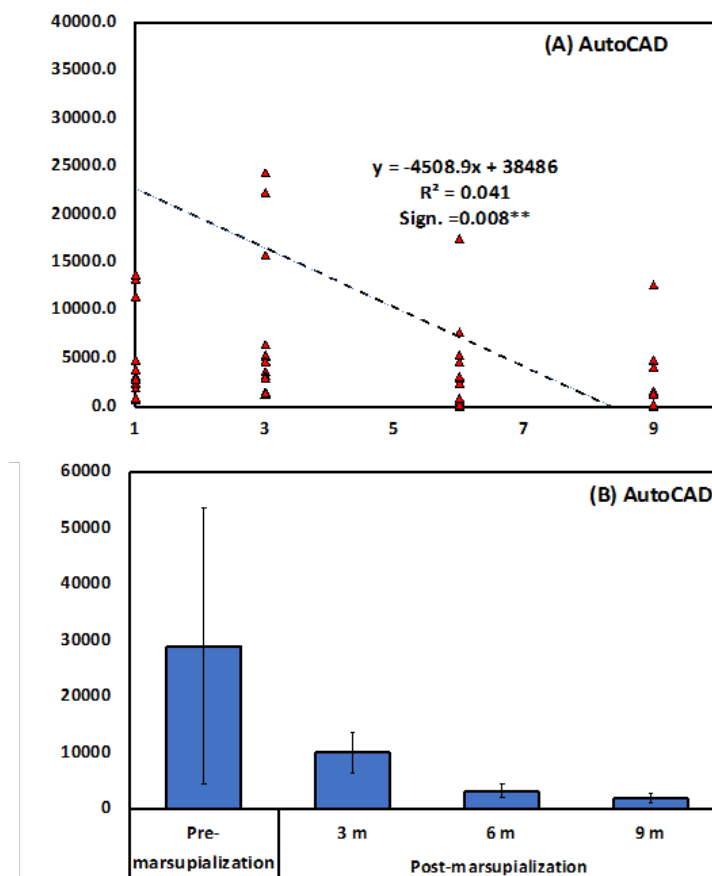 (A) AutoCAD
40000.0
35000.0
30000.0
25000.0
20000.0
15000.0
10000.0
5000.0
0.0
y = -4508.9x + 38486
R² = 0.041
Sign. =0.008**
1 3 5 7 9
(B) AutoCAD
60000
50000
40000
30000
20000
10000
0
Pre-
marsupialization
3 m 6 m 9 m
Post-marsupialization